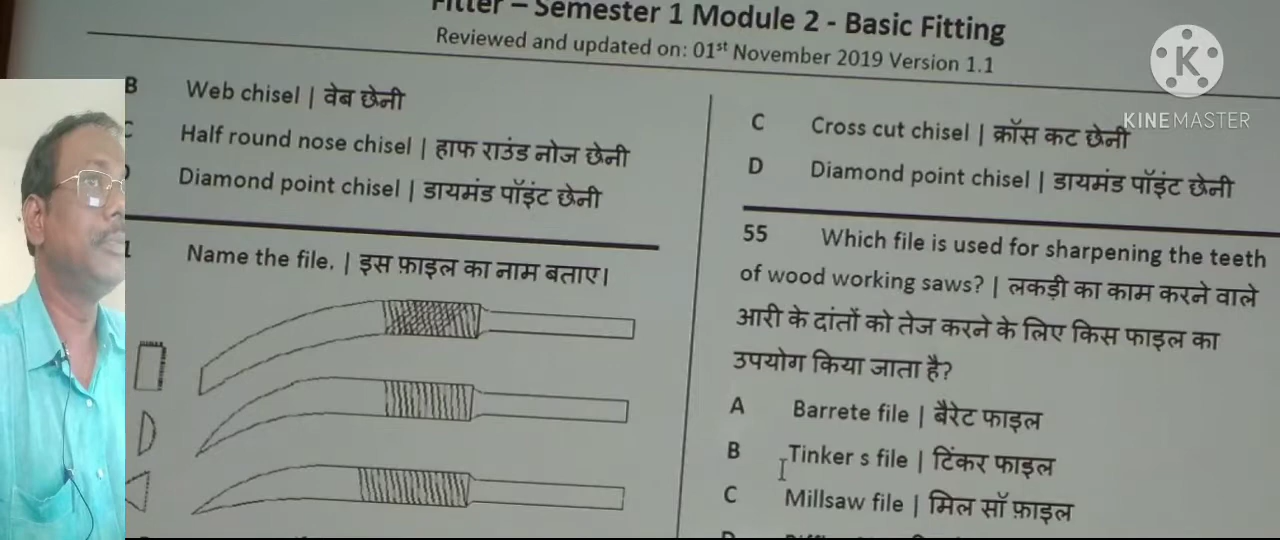 Fitter – Semester 1 Module 2 - Basic Fitting
Reviewed and updated on: 01st November 2019 Version 1.1
K
KINEMASTER
B Web chisel | वेब छेनी
C Half round nose chisel | हाफ राउंड नोज छेनी
Diamond point chisel | डायमंड पॉइंट छेनी
1 Name the file. | इस फ़ाइल का नाम बताए।
C Cross cut chisel | क्रॉस कट छेनी
D Diamond point chisel | डायमंड पॉइंट छेनी
55 Which file is used for sharpening the teeth
of wood working saws? | लकड़ी का काम करने वाले
आरी के दांतों को तेज करने के लिए किस फाइल का
उपयोग किया जाता है?
A Barrete file | बैरेट फाइल
B Tinker s file | टिंकर फाइल
C Millsaw file | मिल सॉ फ़ाइल